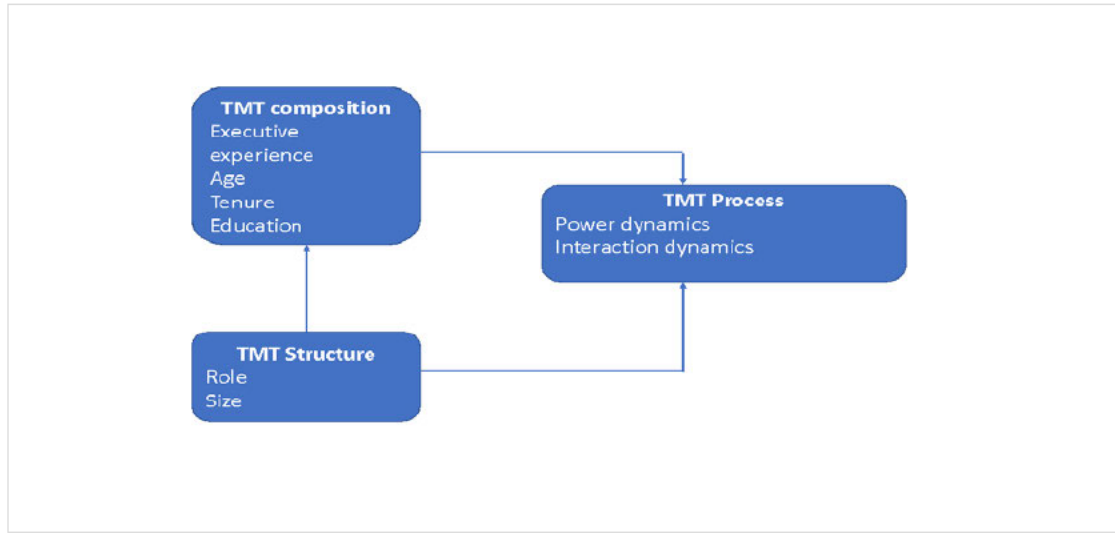 TMT composition
Executive
experience
Age
Tenure
Education
TMT Process
Power dynamics
Interaction dynamics
TMT Structure
Role
Size